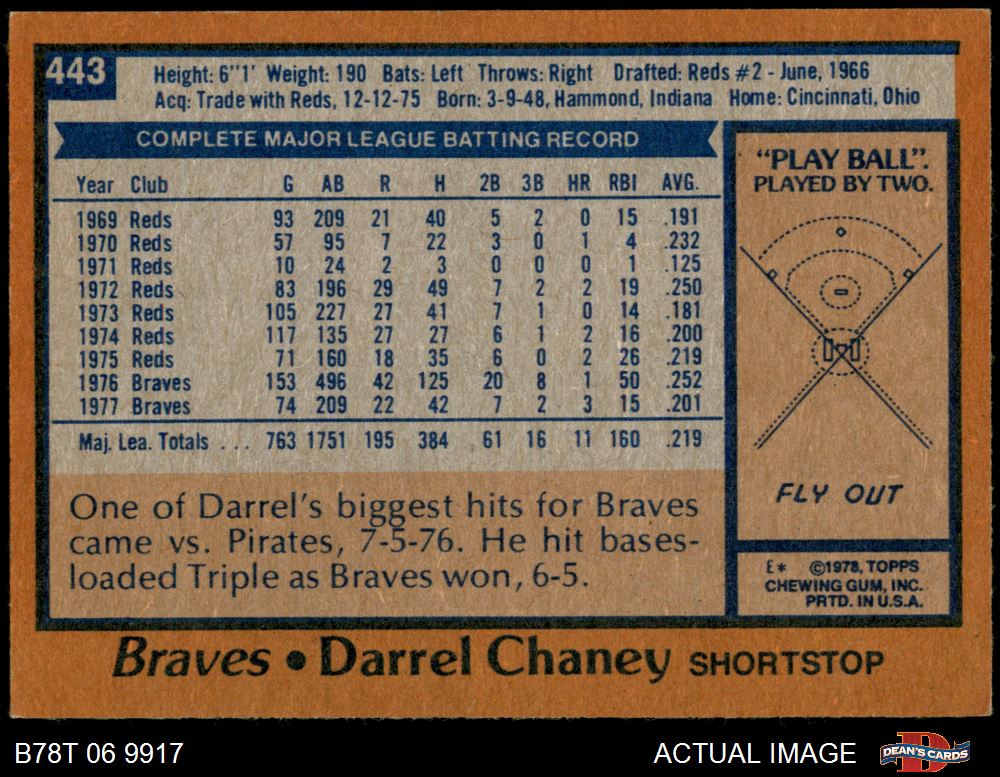 443
Height: 6"1' Weight: 190 Bats: Left Throws: Right Drafted: Reds #2 - June, 1966
Acq: Trade with Reds, 12-12-75 Born: 3-9-48, Hammond, Indiana Home: Cincinnati, Ohio
COMPLETE MAJOR LEAGUE BATTING RECORD
Year Club G AB R H 2B 3B HR RBI AVG.
1969 Reds 93 209 21 40 5 2 0 15 .191
1970 Reds 57 95 7 22 3 0 1 4 .232
1971 Reds 10 24 2 3 0 0 0 1 .125
1972 Reds 83 196 29 49 7 2 2 19 .250
1973 Reds 105 227 27 41 7 1 0 14 .181
1974 Reds 117 135 27 27 6 1 2 16 .200
1975 Reds 71 160 18 35 6 0 2 26 .219
1976 Braves 153 496 42 125 20 8 1 50 .252
1977 Braves 74 209 22 42 7 2 3 15 .201
Maj. Lea. Totals . . . 763 1751 195 384 61 16 11 160 .219
One of Darrel's biggest hits for Braves
came vs. Pirates, 7-5-76. He hit bases-
loaded Triple as Braves won, 6-5.
"PLAY BALL".
PLAYED BY TWO.
FLY OUT
E* ©1978, TOPPS
CHEWING GUM, INC.
PRTD. IN U.S.A.
Braves • Darrel Chaney SHORTSTOP
B78T 06 9917
ACTUAL IMAGE
DEAN'S CARDS